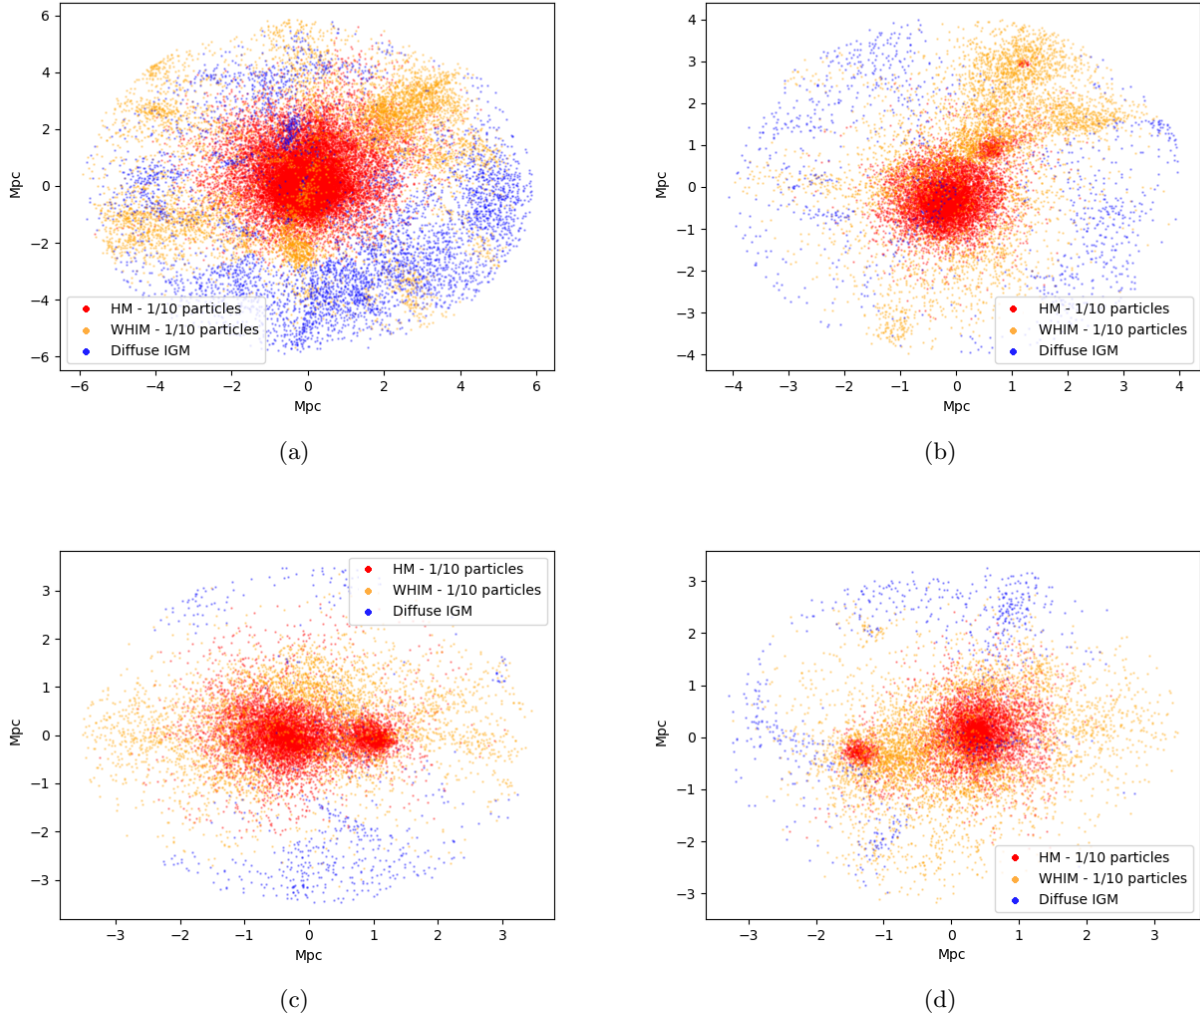 6
4
2
0
−2
−4
−6
Mpc
HM - 1/10 particles
WHIM - 1/10 particles
Diffuse IGM
−6 −4 −2 0 2 4 6
Mpc
(a)
4
3
2
1
0
−1
−2
−3
−4
Mpc
HM - 1/10 particles
WHIM - 1/10 particles
Diffuse IGM
−4 −3 −2 −1 0 1 2 3 4
Mpc
(b)
3
2
1
0
−1
−2
−3
Mpc
HM - 1/10 particles
WHIM - 1/10 particles
Diffuse IGM
−3 −2 −1 0 1 2 3
Mpc
(c)
3
2
1
0
−1
−2
−3
Mpc
HM - 1/10 particles
WHIM - 1/10 particles
Diffuse IGM
−3 −2 −1 0 1 2 3
Mpc
(d)